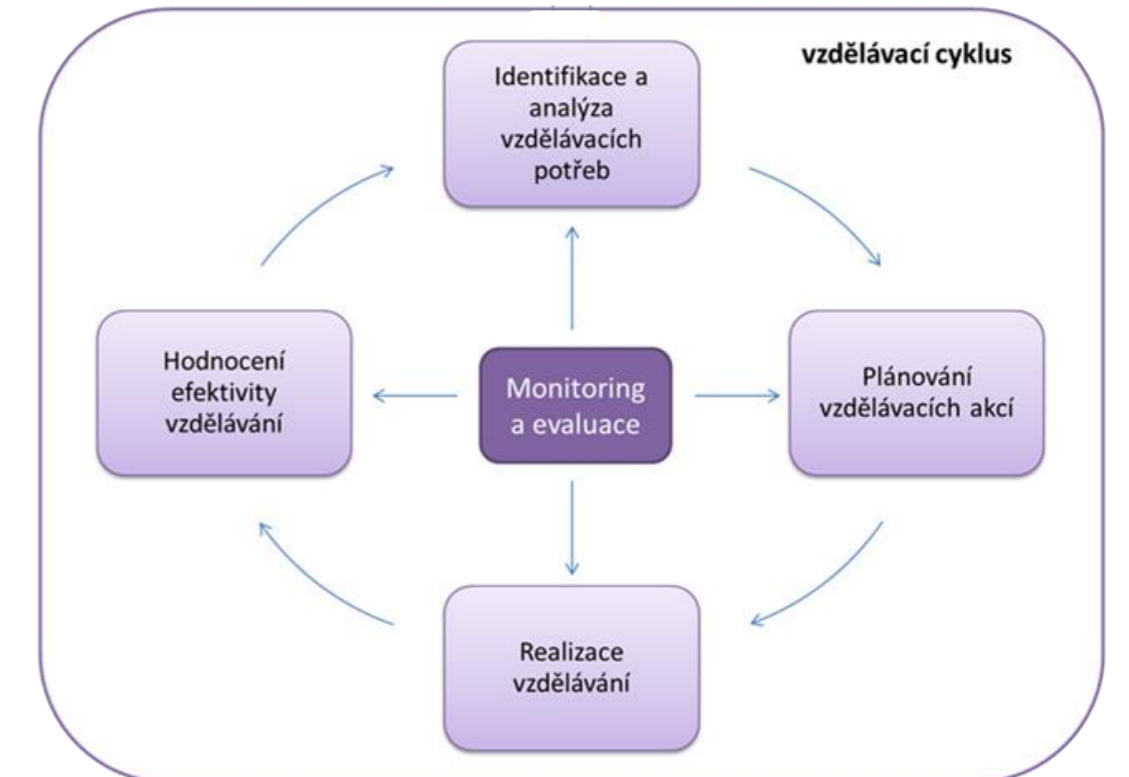 vzdělávací cyklus
Identifikace a
analýza
vzdělávacích
potřeb
Hodnocení
efektivity
vzdělávání
Monitoring
a evaluace
Plánování
vzdělávacích akcí
Realizace
vzdělávání